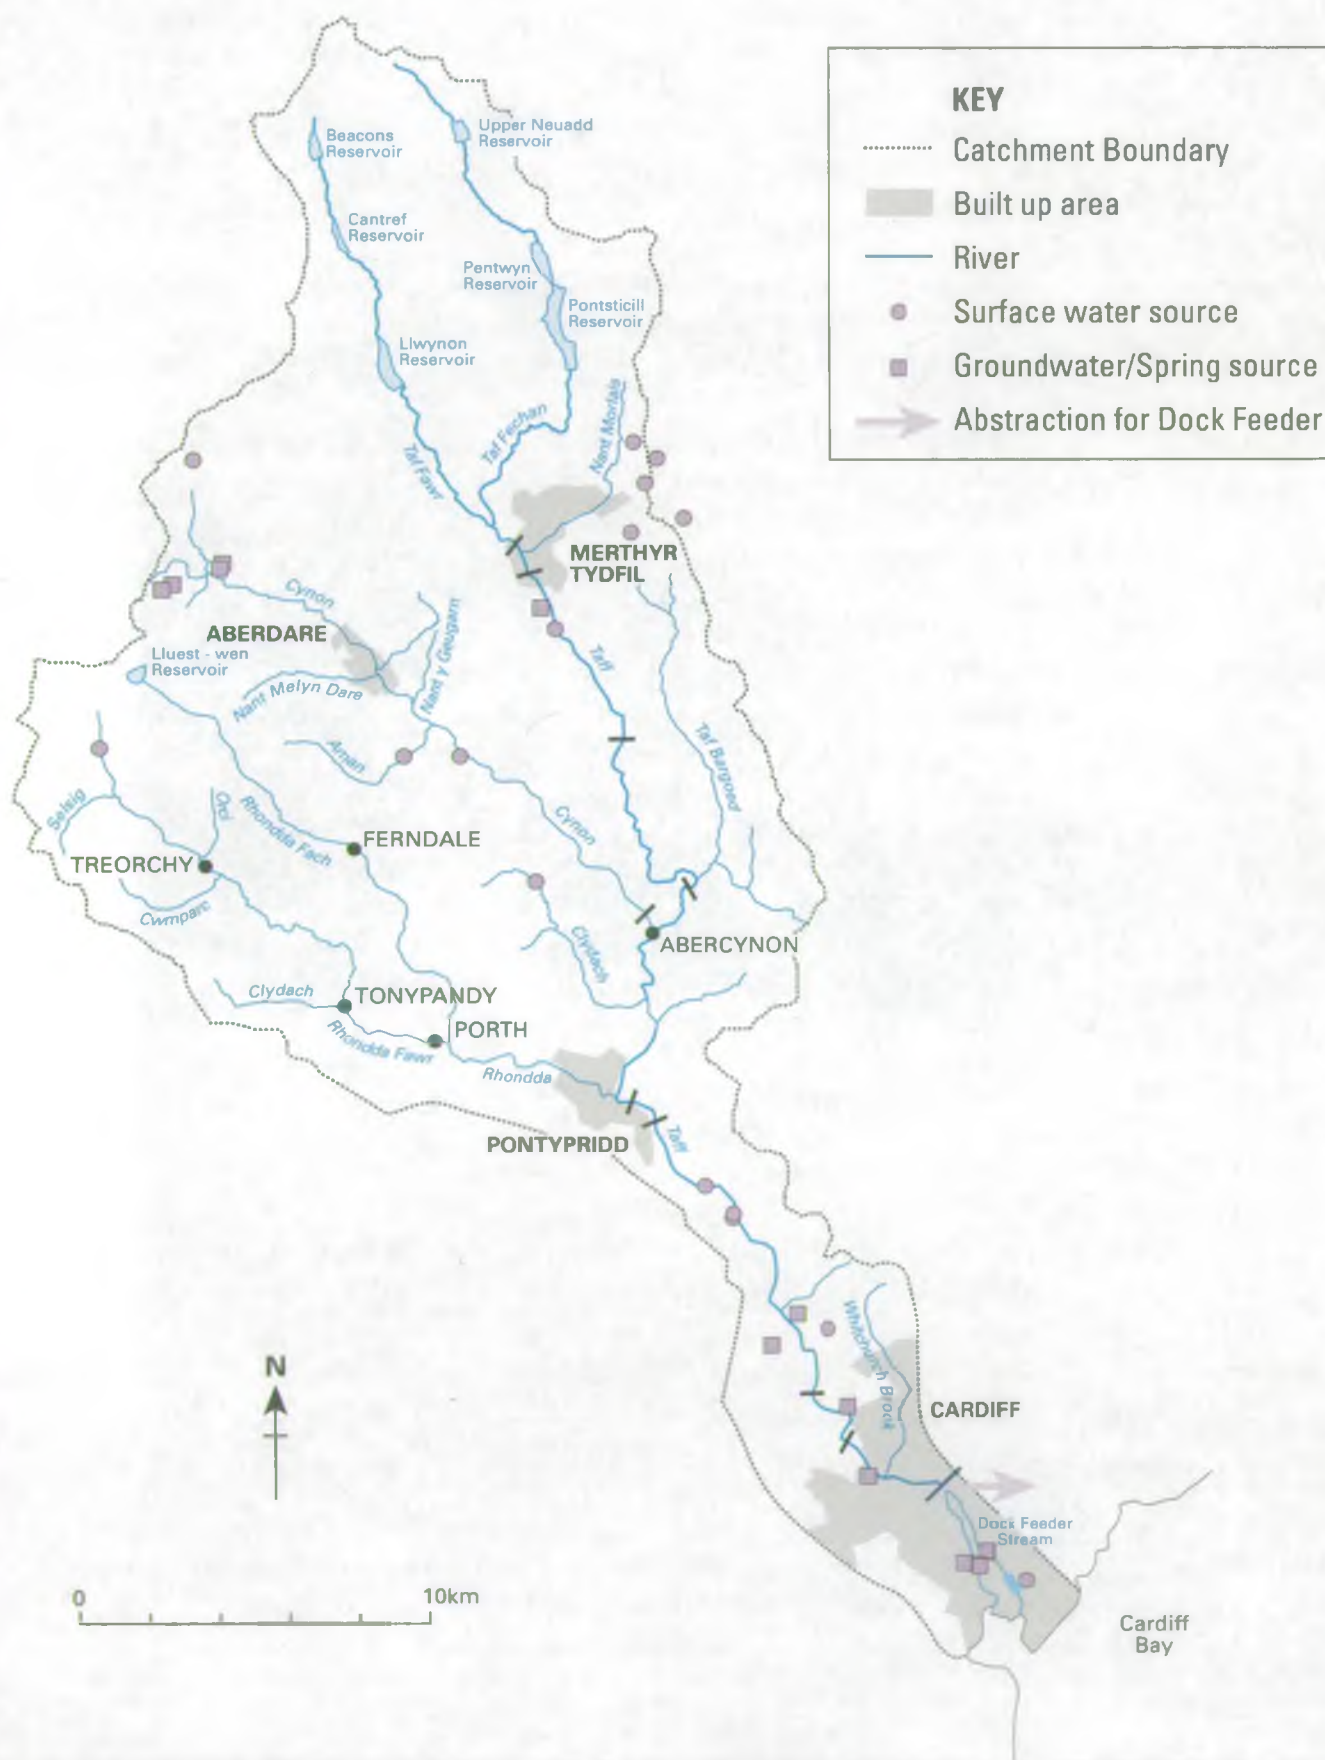 KEY
Catchment Boundary
Built up area
River
Surface water source
Groundwater/Spring source
Abstraction for Dock Feeder
Beacons
Reservoir
Upper Neuadd
Reservoir
Cantref
Reservoir
Pentwyn
Reservoir
Pontsticill
Reservoir
Llwynon
Reservoir
Taf Fechan
Nant Morlais
Taf Fawr
MERTHYR
TYDFIL
Cynon
ABERDARE
Lluest - wen
Reservoir
Nant Melyn Dare
Nant y Geugarn
Taff
Taf Bargoed
Aman
Selsig
Orci
Rhondda Fach
Cynon
FERNDALE
TREORCHY
Cwmparc
Clydach
ABERCYNON
Clydach
TONYPANDY
PORTH
Rhondda Fawr
Rhondda
PONTYPRIDD
Taff
Whitchurch Brook
N
CARDIFF
Dock Feeder
Stream
0
10km
Cardiff
Bay